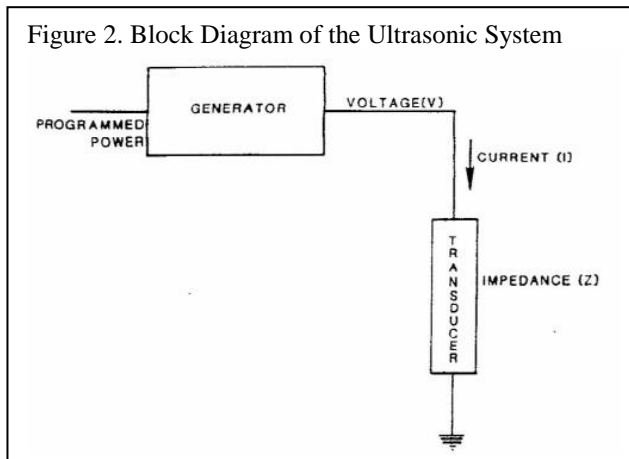 Figure 2. Block Diagram of the Ultrasonic System
GENERATOR
VOLTAGE(V)
PROGRAMMED
POWER
CURRENT (I)
TRANSDUCER
IMPEDANCE (Z)